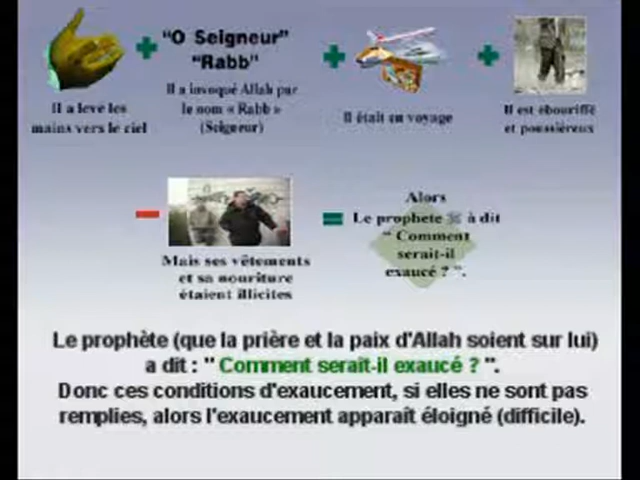 "O Seigneur"
"Rabb"
Il a levé les
mains vers le ciel
Il a invoqué Allah par
le nom « Rabb »
(Seigneur)
Il était en voyage
Il est ébouriffé
et poussiéreux
Mais ses vêtements
et sa nouriture
étaient illicites
Alors
Le prophete ﷺ à dit
" Comment
serait-il
exaucé ? ".
Le prophète (que la prière et la paix d'Allah soient sur lui)
a dit : " Comment serait-il exaucé ? ".
Donc ces conditions d'exaucement, si elles ne sont pas
remplies, alors l'exaucement apparaît éloigné (difficile).